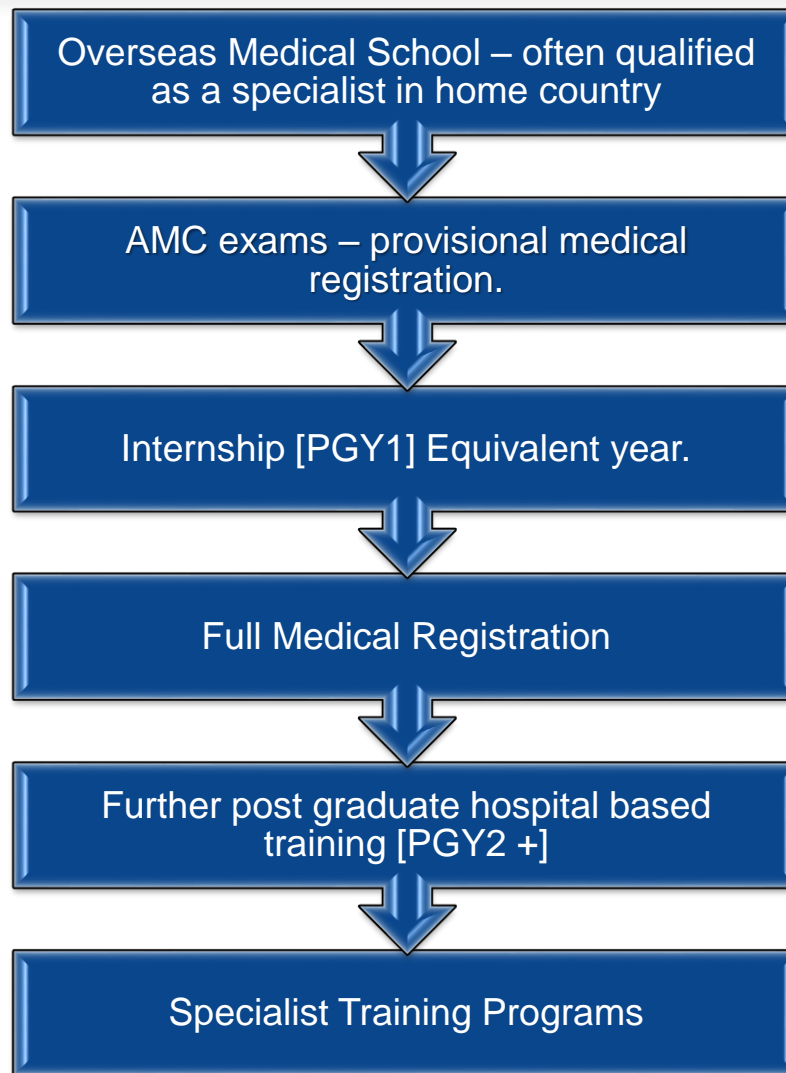 Overseas Medical School – often qualified
as a specialist in home country
AMC exams – provisional medical
registration.
Internship [PGY1] Equivalent year.
Full Medical Registration
Further post graduate hospital based
training [PGY2 +]
Specialist Training Programs